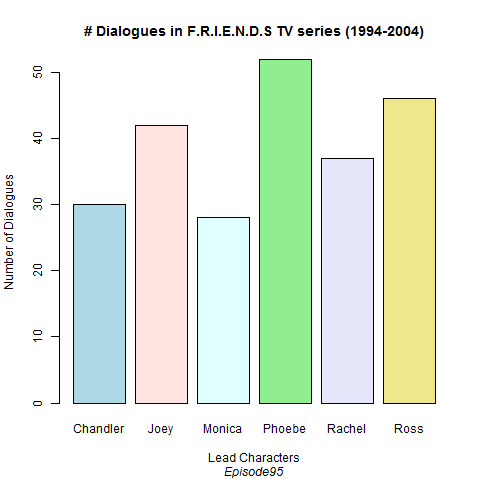 # Dialogues in F.R.I.E.N.D.S TV series (1994-2004)
Number of Dialogues
50
40
30
20
10
0
Chandler Joey Monica Phoebe Rachel Ross
Lead Characters
Episode95